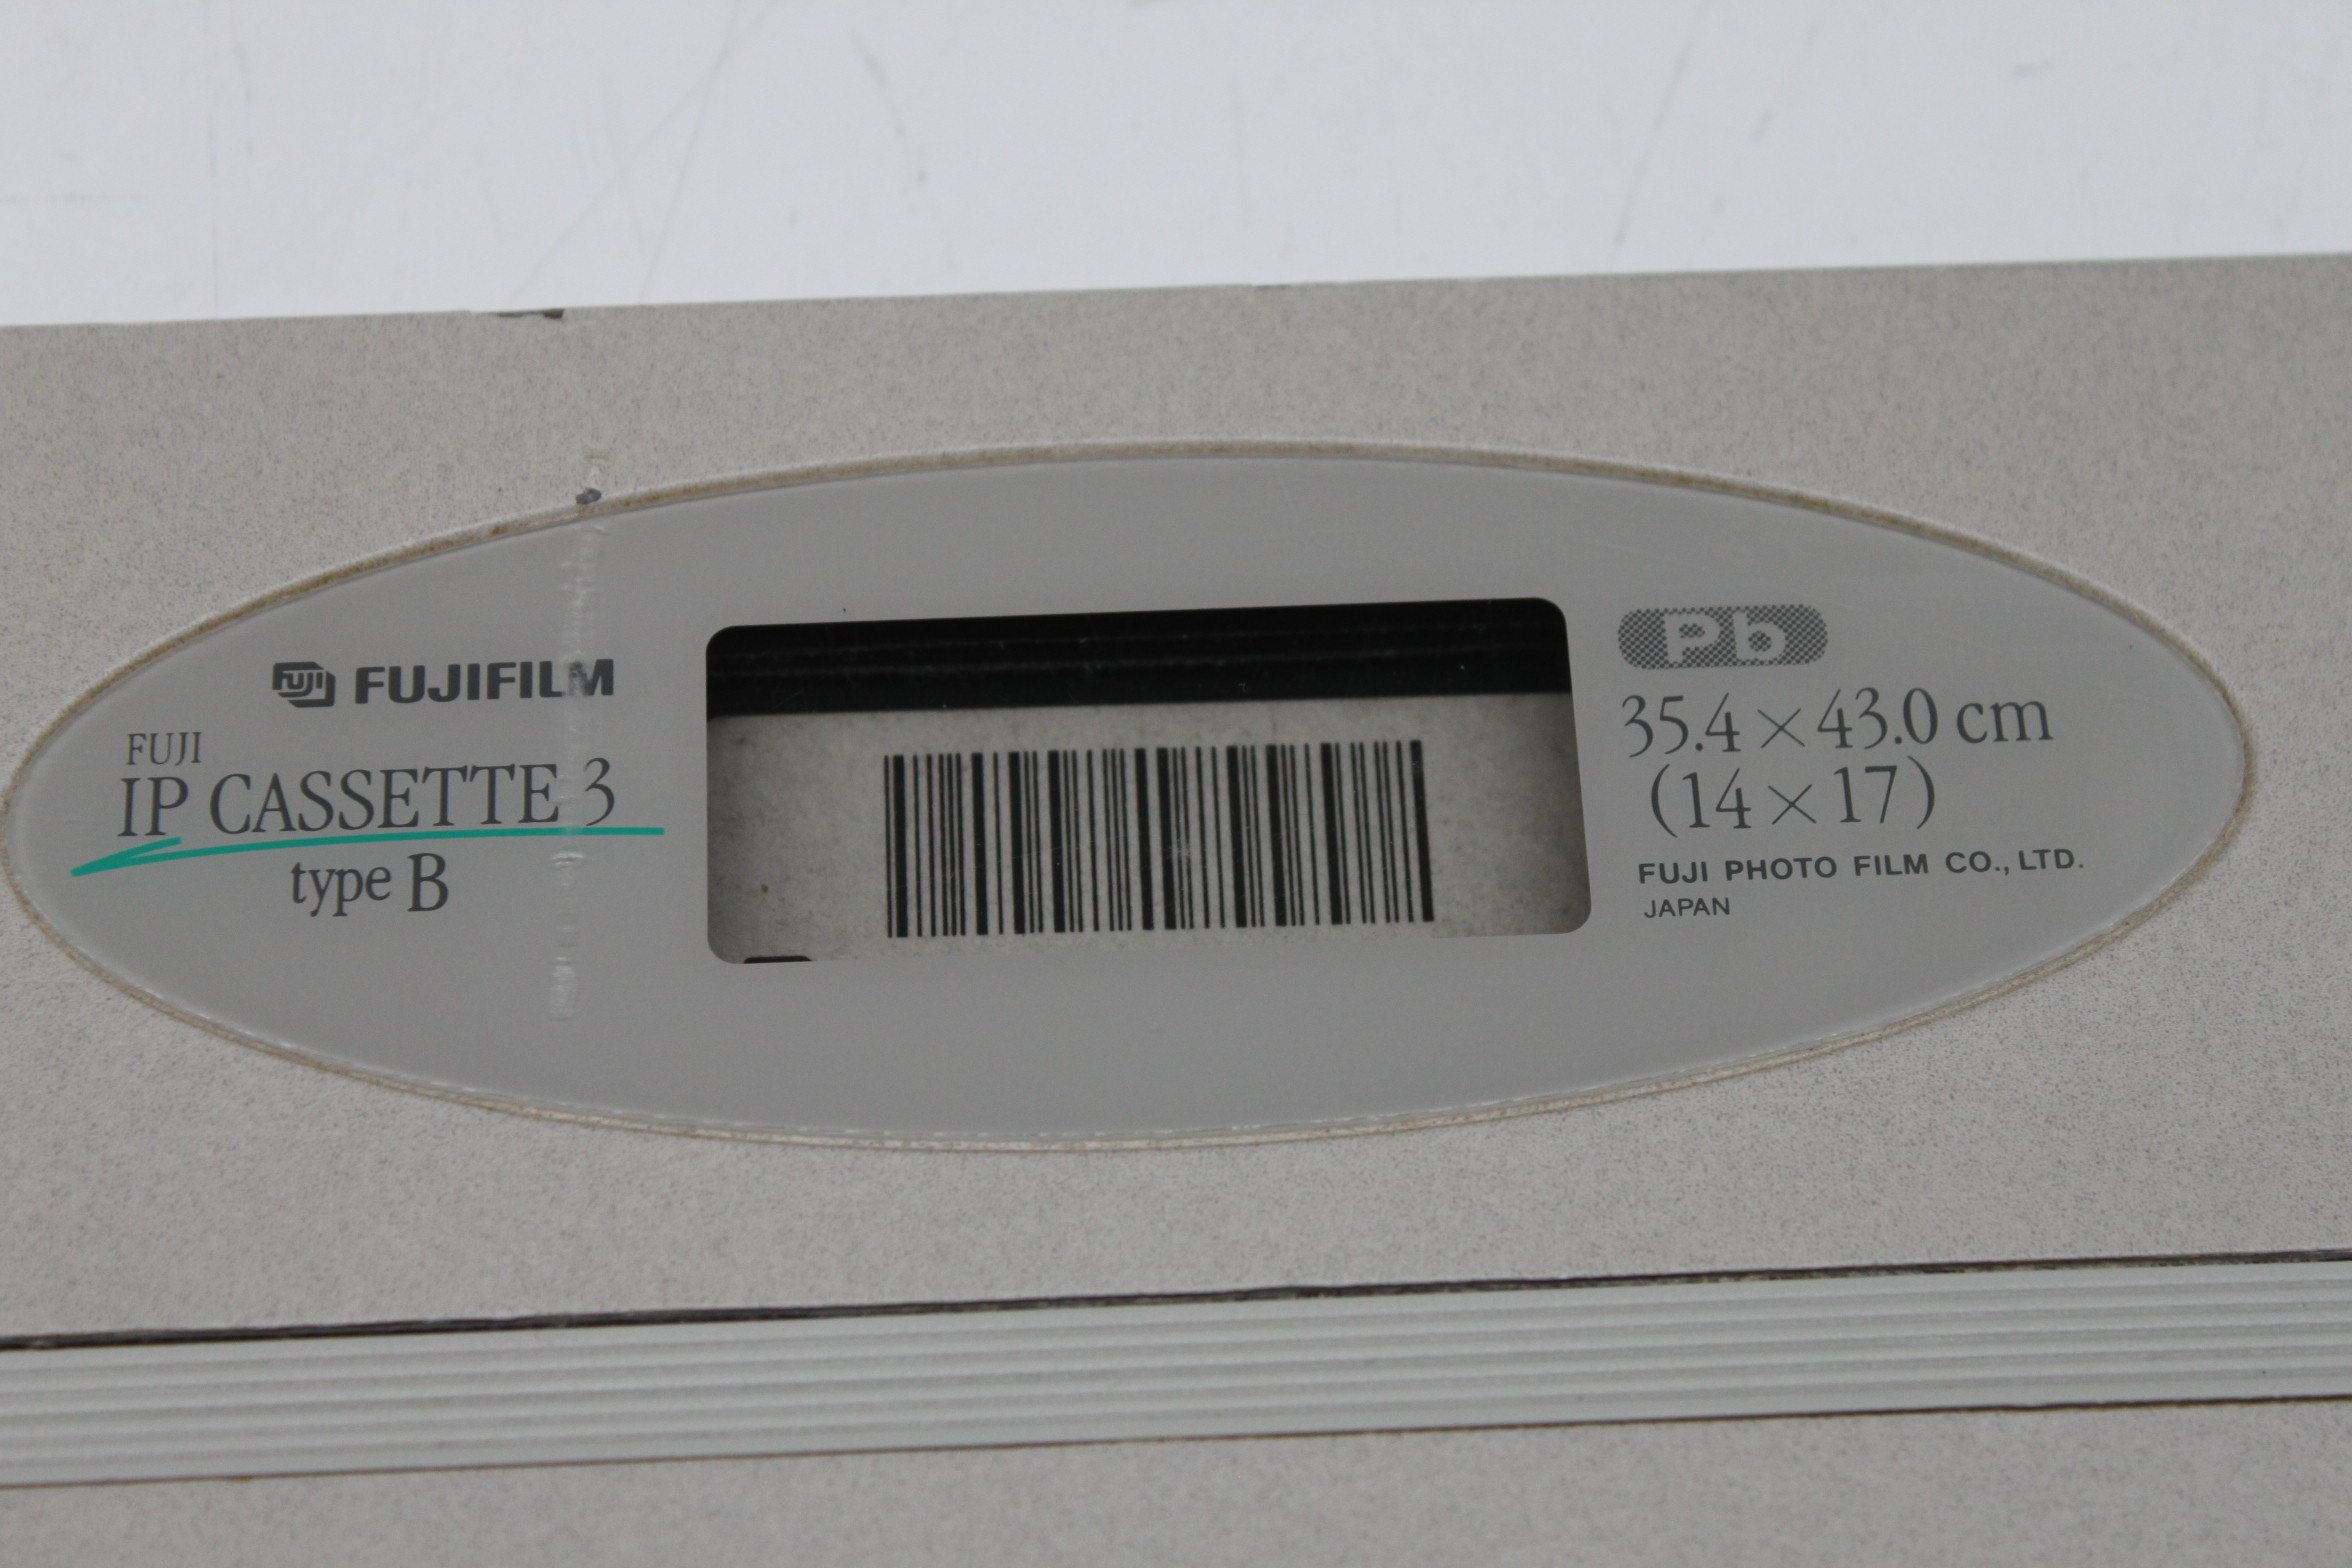 FUJI FUJIFILM
FUJI
IP CASSETTE 3
type B
Pb
35.4 × 43.0 cm
(14 × 17)
FUJI PHOTO FILM CO., LTD.
JAPAN